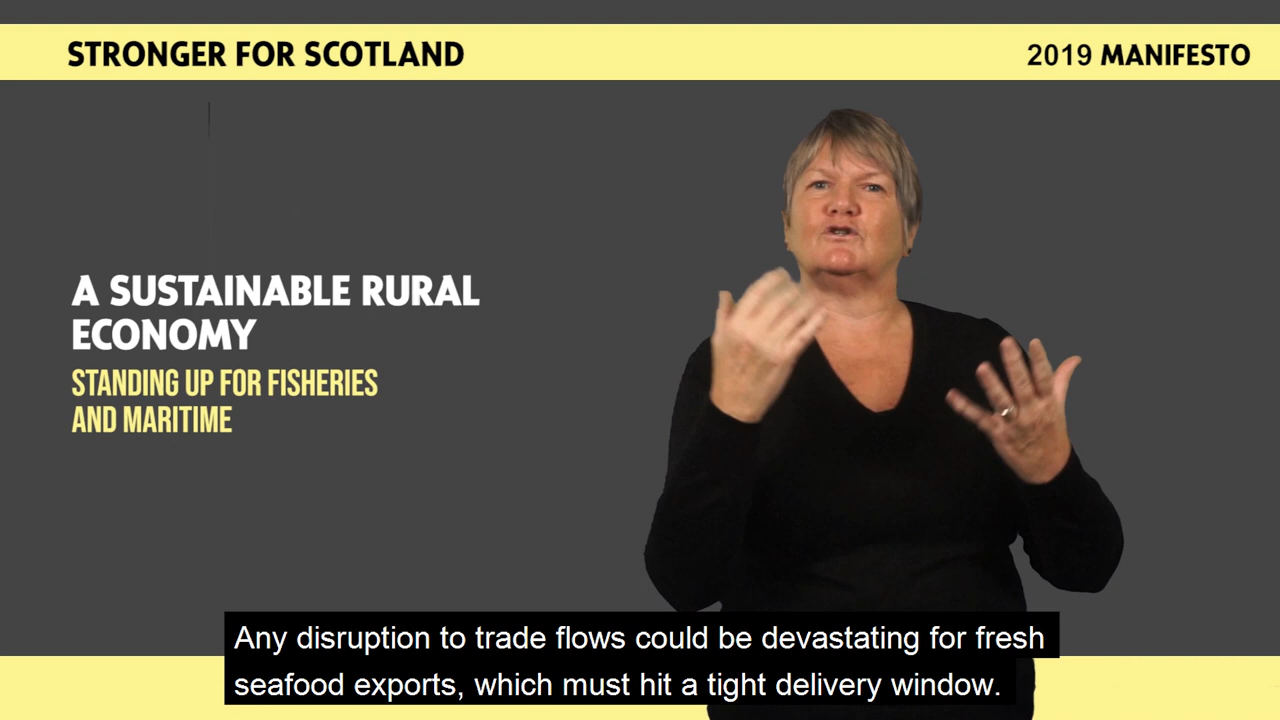 STRONGER FOR SCOTLAND
2019 MANIFESTO
A SUSTAINABLE RURAL
ECONOMY
STANDING UP FOR FISHERIES
AND MARITIME
Any disruption to trade flows could be devastating for fresh
seafood exports, which must hit a tight delivery window.